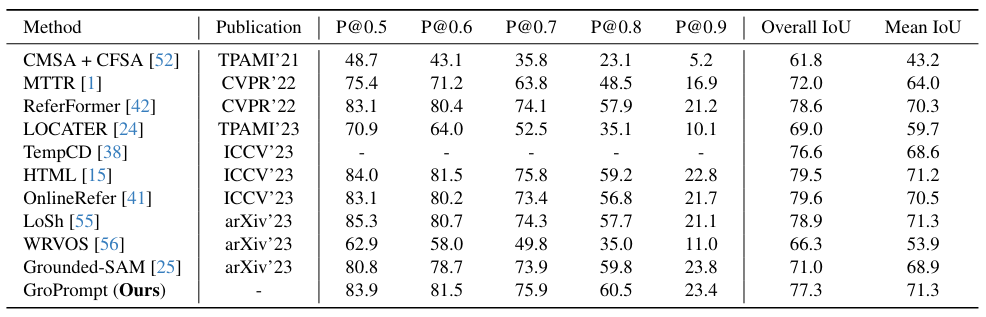 Method Publication P@0.5 P@0.6 P@0.7 P@0.8 P@0.9 Overall IoU Mean IoU
CMSA + CFSA [52] TPAMI'21 48.7 43.1 35.8 23.1 5.2 61.8 43.2
MTTR [1] CVPR'22 75.4 71.2 63.8 48.5 16.9 72.0 64.0
ReferFormer [42] CVPR'22 83.1 80.4 74.1 57.9 21.2 78.6 70.3
LOCATER [24] TPAMI'23 70.9 64.0 52.5 35.1 10.1 69.0 59.7
TempCD [38] ICCV'23 - - - - - 76.6 68.6
HTML [15] ICCV'23 84.0 81.5 75.8 59.2 22.8 79.5 71.2
OnlineRefer [41] ICCV'23 83.1 80.2 73.4 56.8 21.7 79.6 70.5
LoSh [55] arXiv'23 85.3 80.7 74.3 57.7 21.1 78.9 71.3
WRVOS [56] arXiv'23 62.9 58.0 49.8 35.0 11.0 66.3 53.9
Grounded-SAM [25] arXiv'23 80.8 78.7 73.9 59.8 23.8 71.0 68.9
GroPrompt (Ours) - 83.9 81.5 75.9 60.5 23.4 77.3 71.3